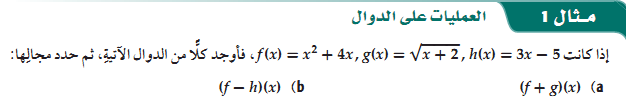 مثال 1 العمليات على الدوال
إذا كانت f(x) = x² + 4x, g(x) = √(x + 2), h(x) = 3x − 5، فأوجد كلًّا من الدوال الآتية، ثم حدد مجالها:
(f + g)(x) (a (f − h)(x) (b